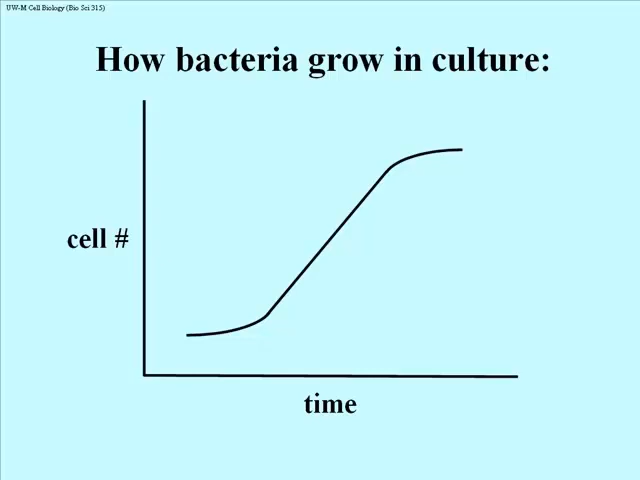 UW-M Cell Biology (Bio Sci 315)
How bacteria grow in culture:
cell #
time